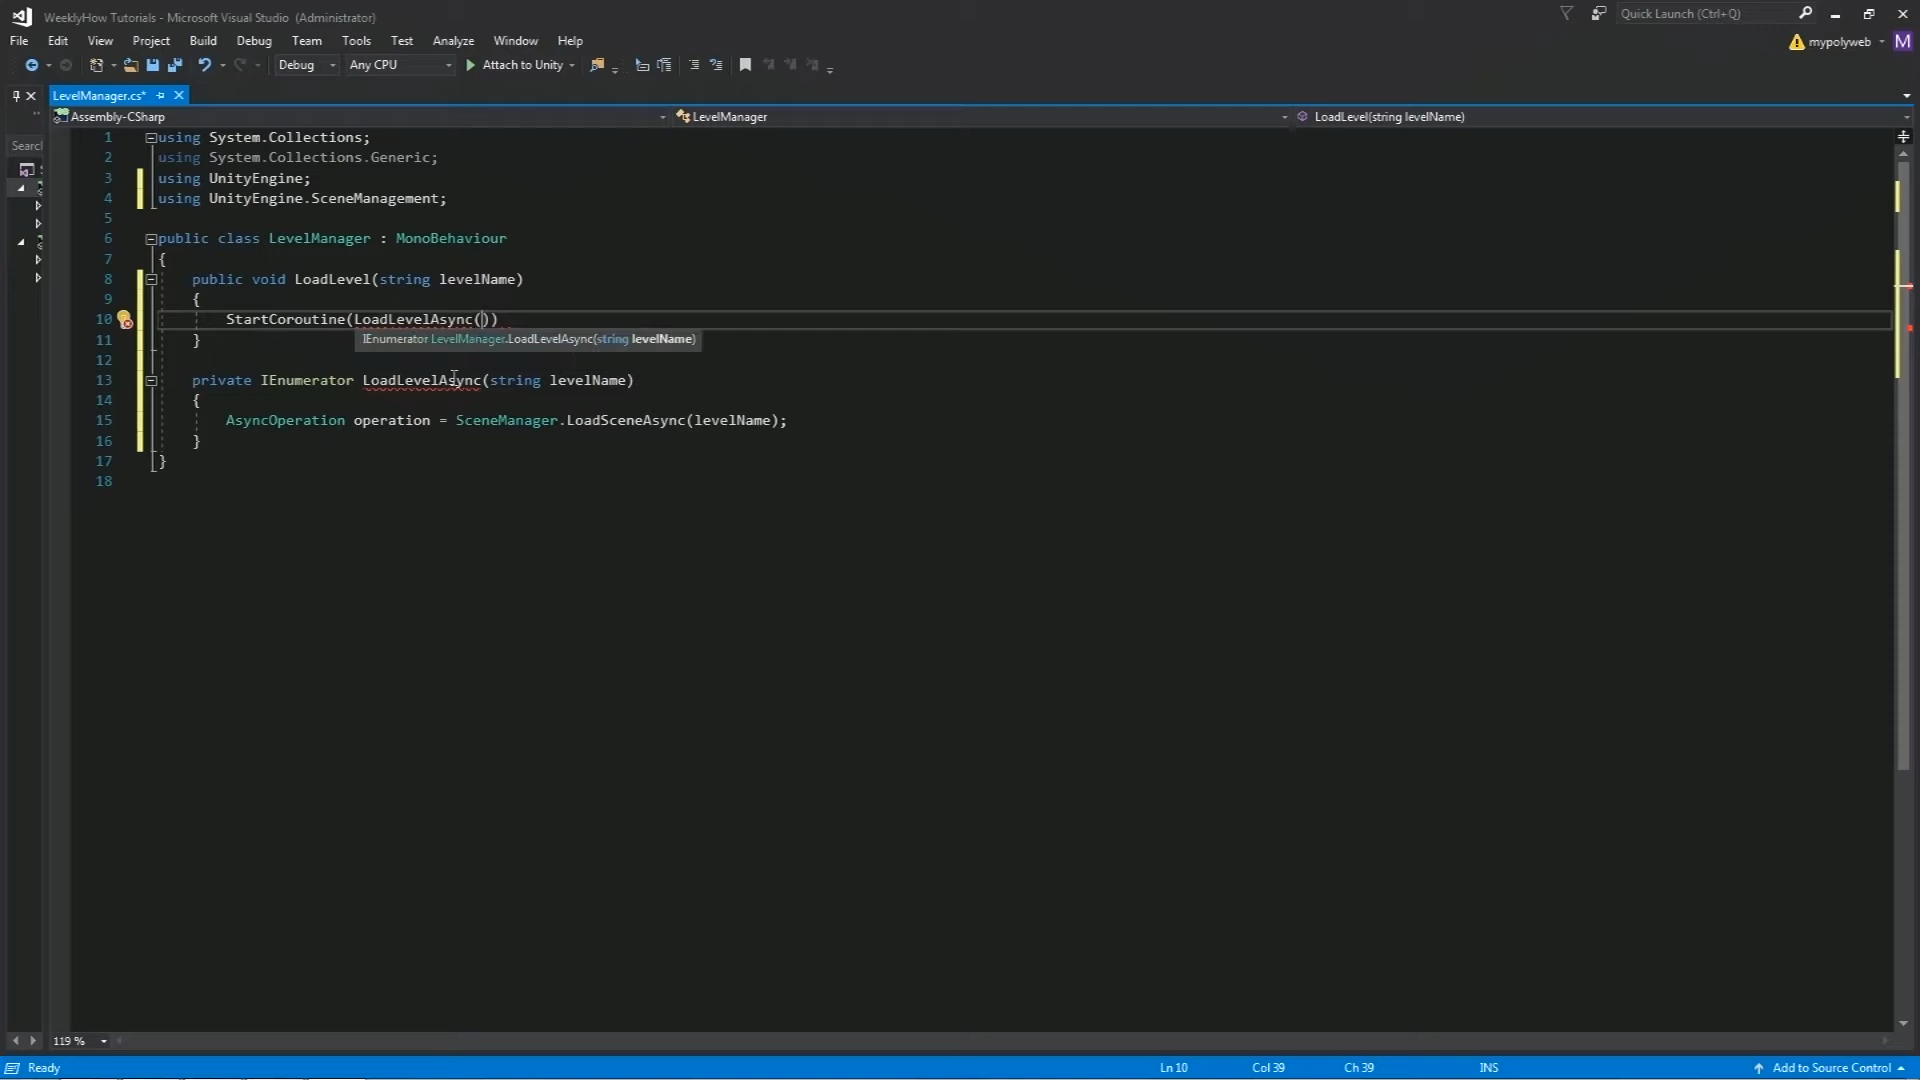 WeeklyHow Tutorials - Microsoft Visual Studio (Administrator)
Quick Launch (Ctrl+Q)
File Edit View Project Build Debug Team Tools Test Analyze Window Help
mypolyweb M
Debug Any CPU Attach to Unity
LevelManager.cs*
Assembly-CSharp LevelManager LoadLevel(string levelName)
Search
1 using System.Collections;
2 using System.Collections.Generic;
3 using UnityEngine;
4 using UnityEngine.SceneManagement;
5
6 public class LevelManager : MonoBehaviour
7 {
8 public void LoadLevel(string levelName)
9 {
10 StartCoroutine(LoadLevelAsync())
IEnumerator LevelManager.LoadLevelAsync(string levelName)
11 }
12
13 private IEnumerator LoadLevelAsync(string levelName)
14 {
15 AsyncOperation operation = SceneManager.LoadSceneAsync(levelName);
16 }
17 }
18
119 %
Ready Ln 10 Col 39 Ch 39 INS Add to Source Control